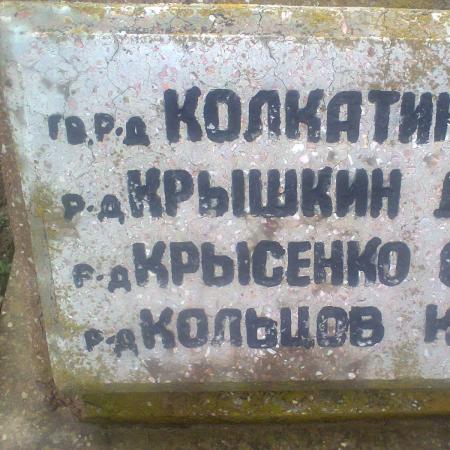 ГВ.Р-Д КОЛКАТИН
Р-Д КРЫШКИН
Р-Д КРЫСЕНКО
Р-Д КОЛЬЦОВ К